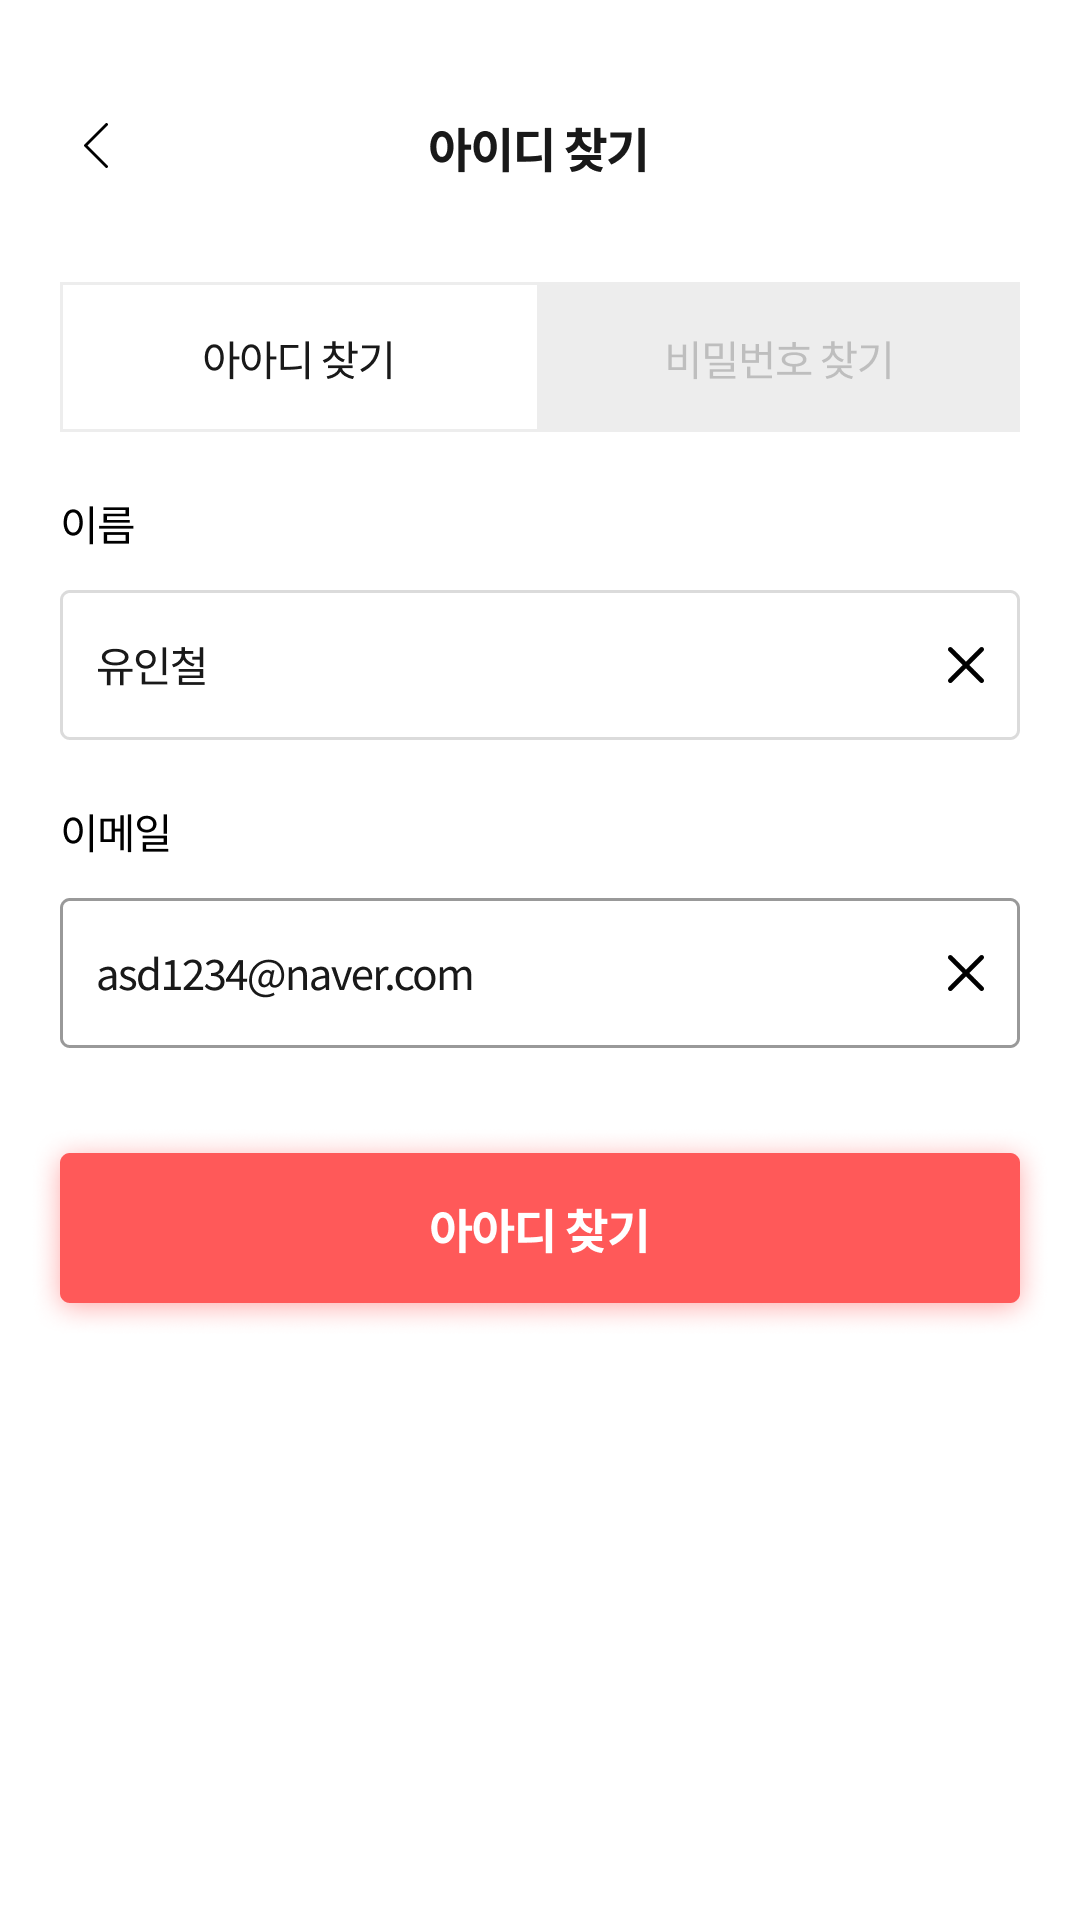 아이디 찾기
아아디 찾기
비밀번호 찾기
이름
유인철
이메일
asd1234@naver.com
아아디 찾기